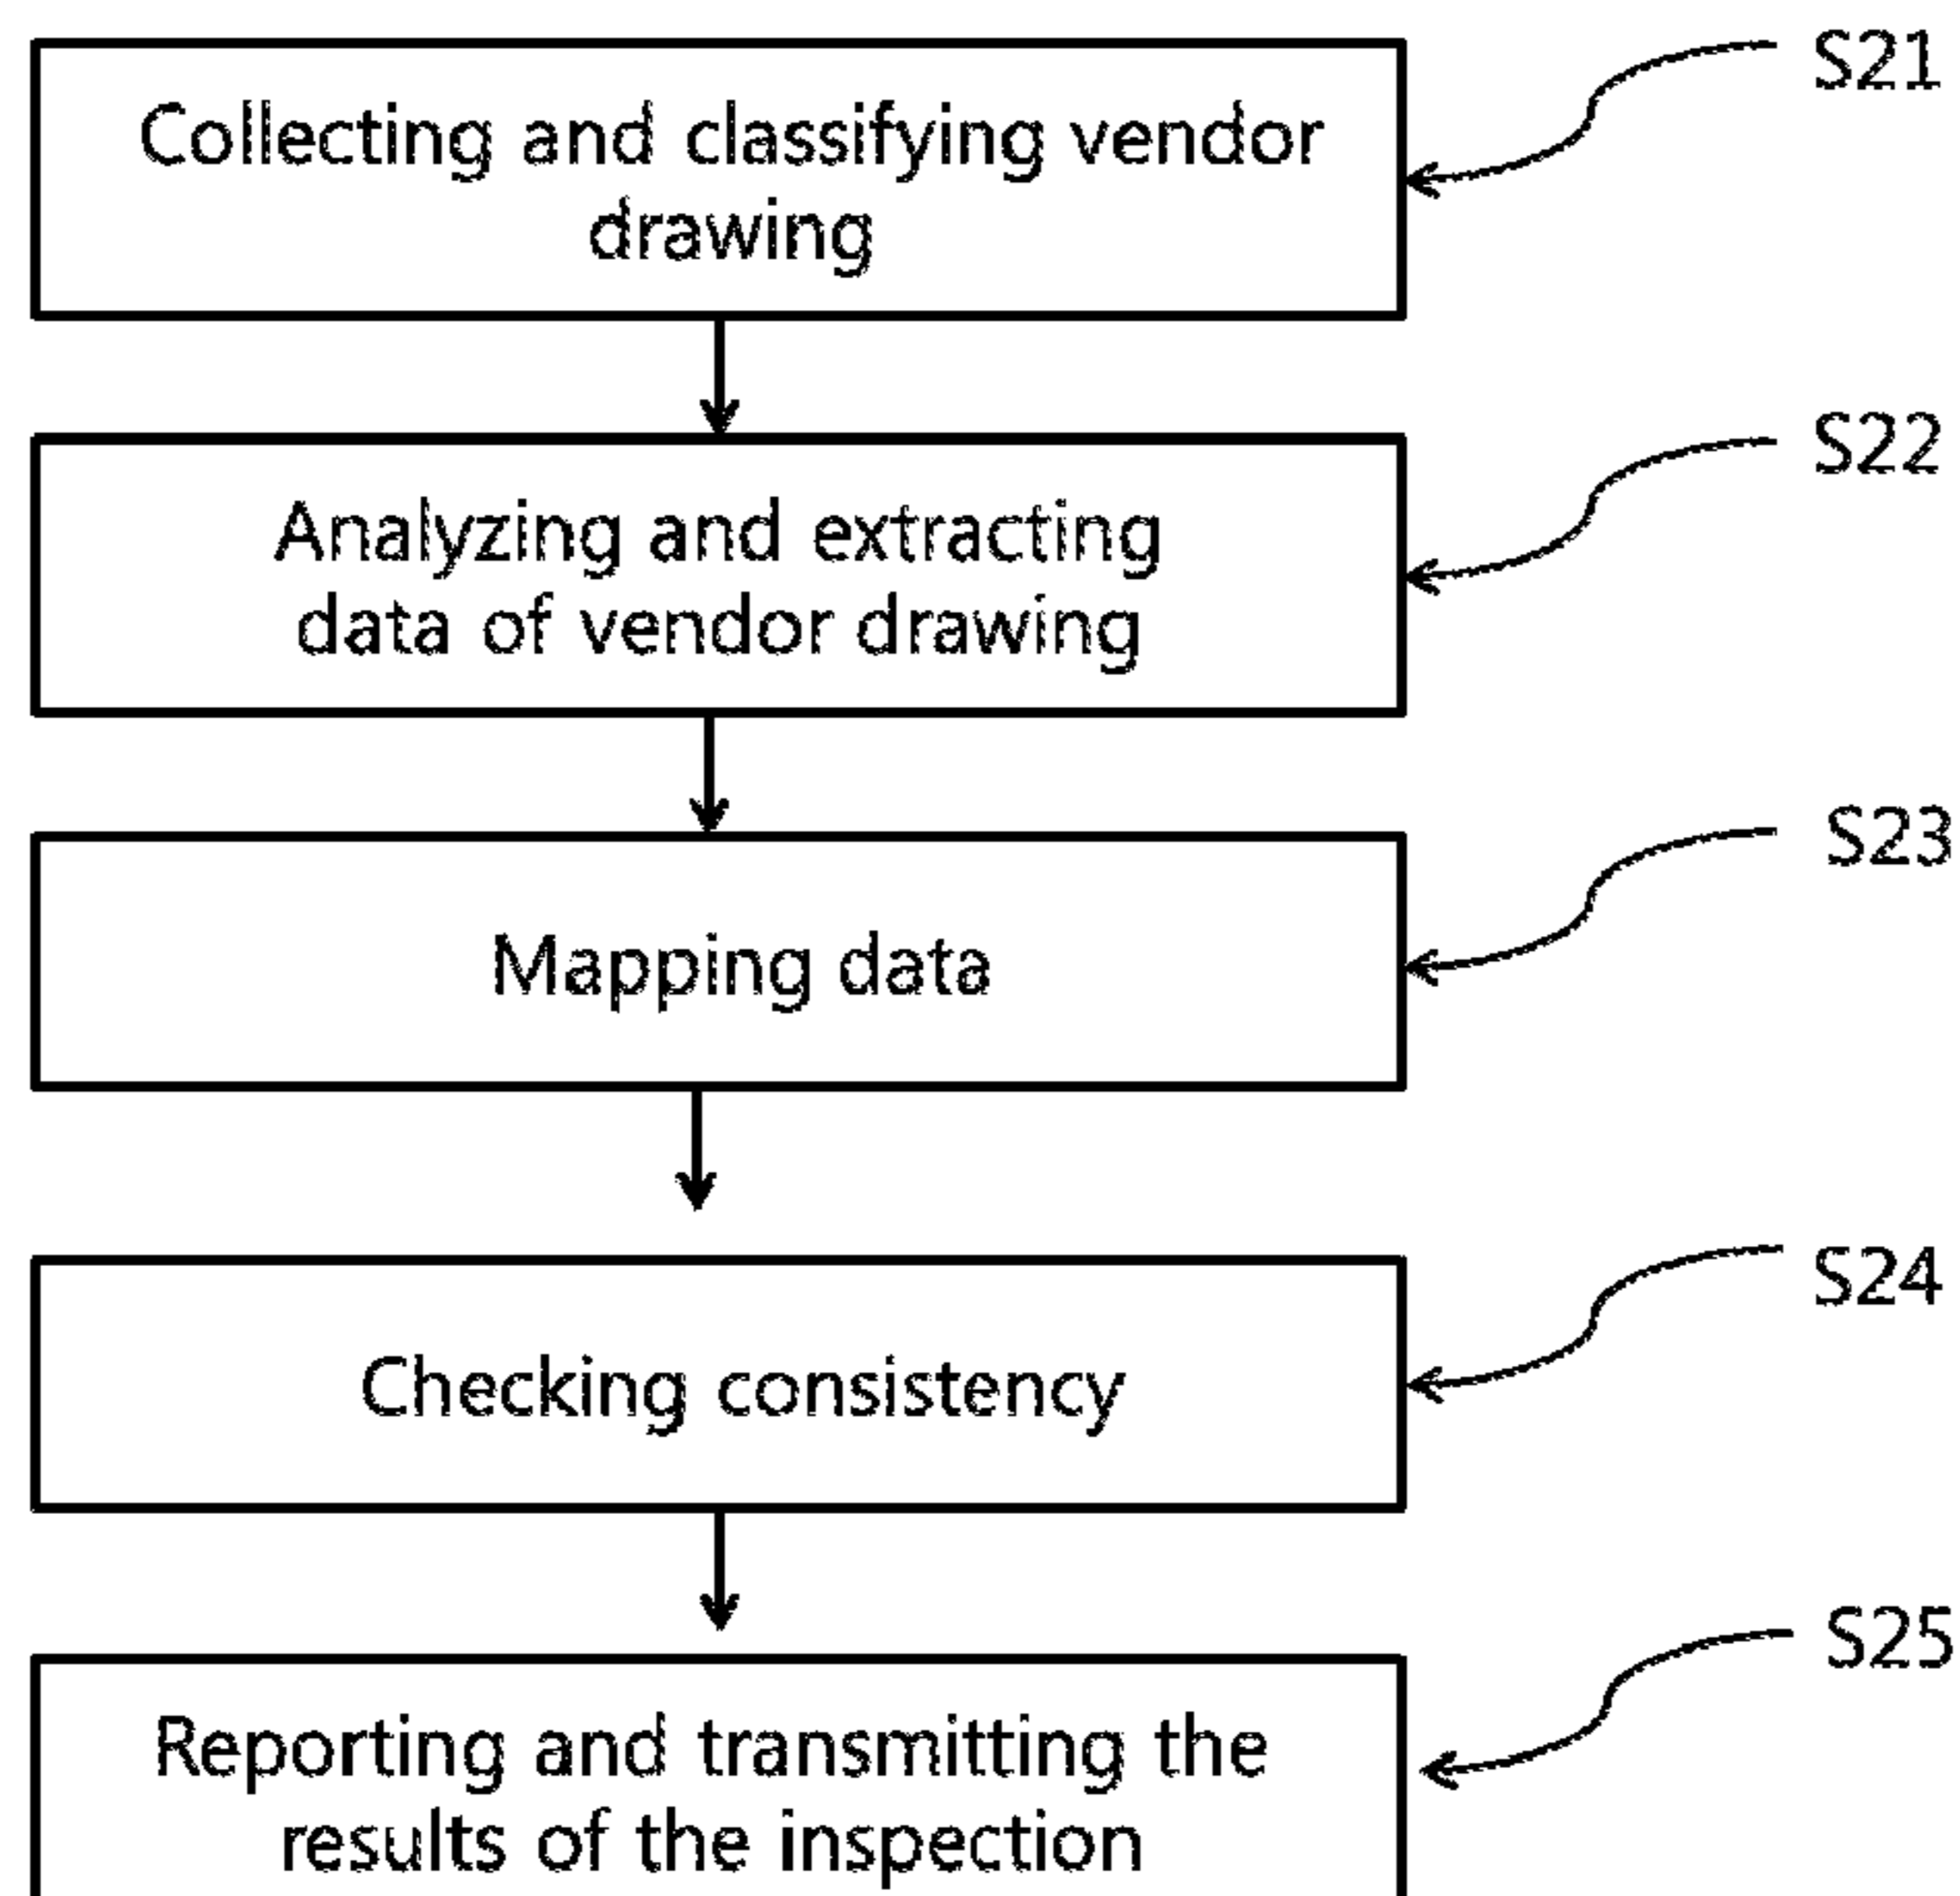 S21
Collecting and classifying vendor
drawing
S22
Analyzing and extracting
data of vendor drawing
S23
Mapping data
S24
Checking consistency
S25
Reporting and transmitting the
results of the inspection